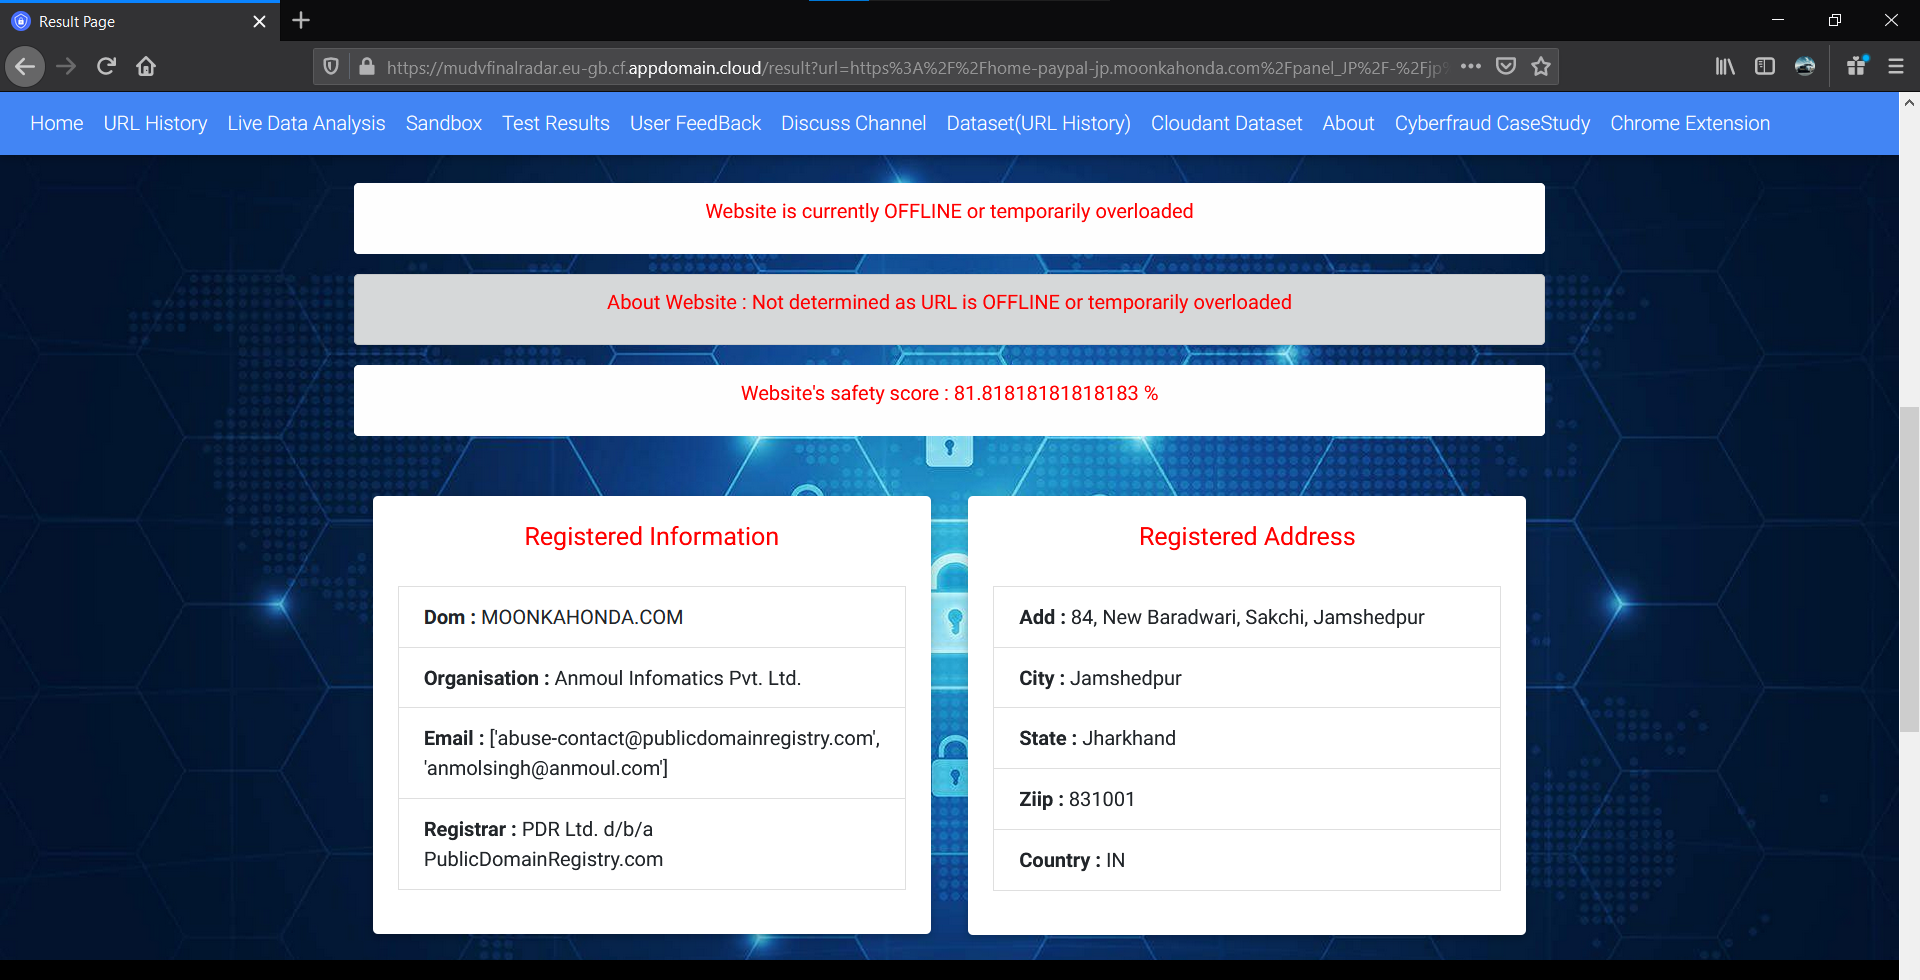 Result Page
https://mudvfinalradar.eu-gb.cf.appdomain.cloud/result?url=https%3A%2F%2Fhome-paypal-jp.moonkahonda.com%2Fpanel_JP%2F-%2Fjp%
Home URL History Live Data Analysis Sandbox Test Results User FeedBack Discuss Channel Dataset(URL History) Cloudant Dataset About Cyberfraud CaseStudy Chrome Extension
Website is currently OFFLINE or temporarily overloaded
About Website : Not determined as URL is OFFLINE or temporarily overloaded
Website's safety score : 81.81818181818183 %
Registered Information
Dom : MOONKAHONDA.COM
Organisation : Anmoul Infomatics Pvt. Ltd.
Email : ['abuse-contact@publicdomainregistry.com',
'anmolsingh@anmoul.com']
Registrar : PDR Ltd. d/b/a
PublicDomainRegistry.com
Registered Address
Add : 84, New Baradwari, Sakchi, Jamshedpur
City : Jamshedpur
State : Jharkhand
Ziip : 831001
Country : IN